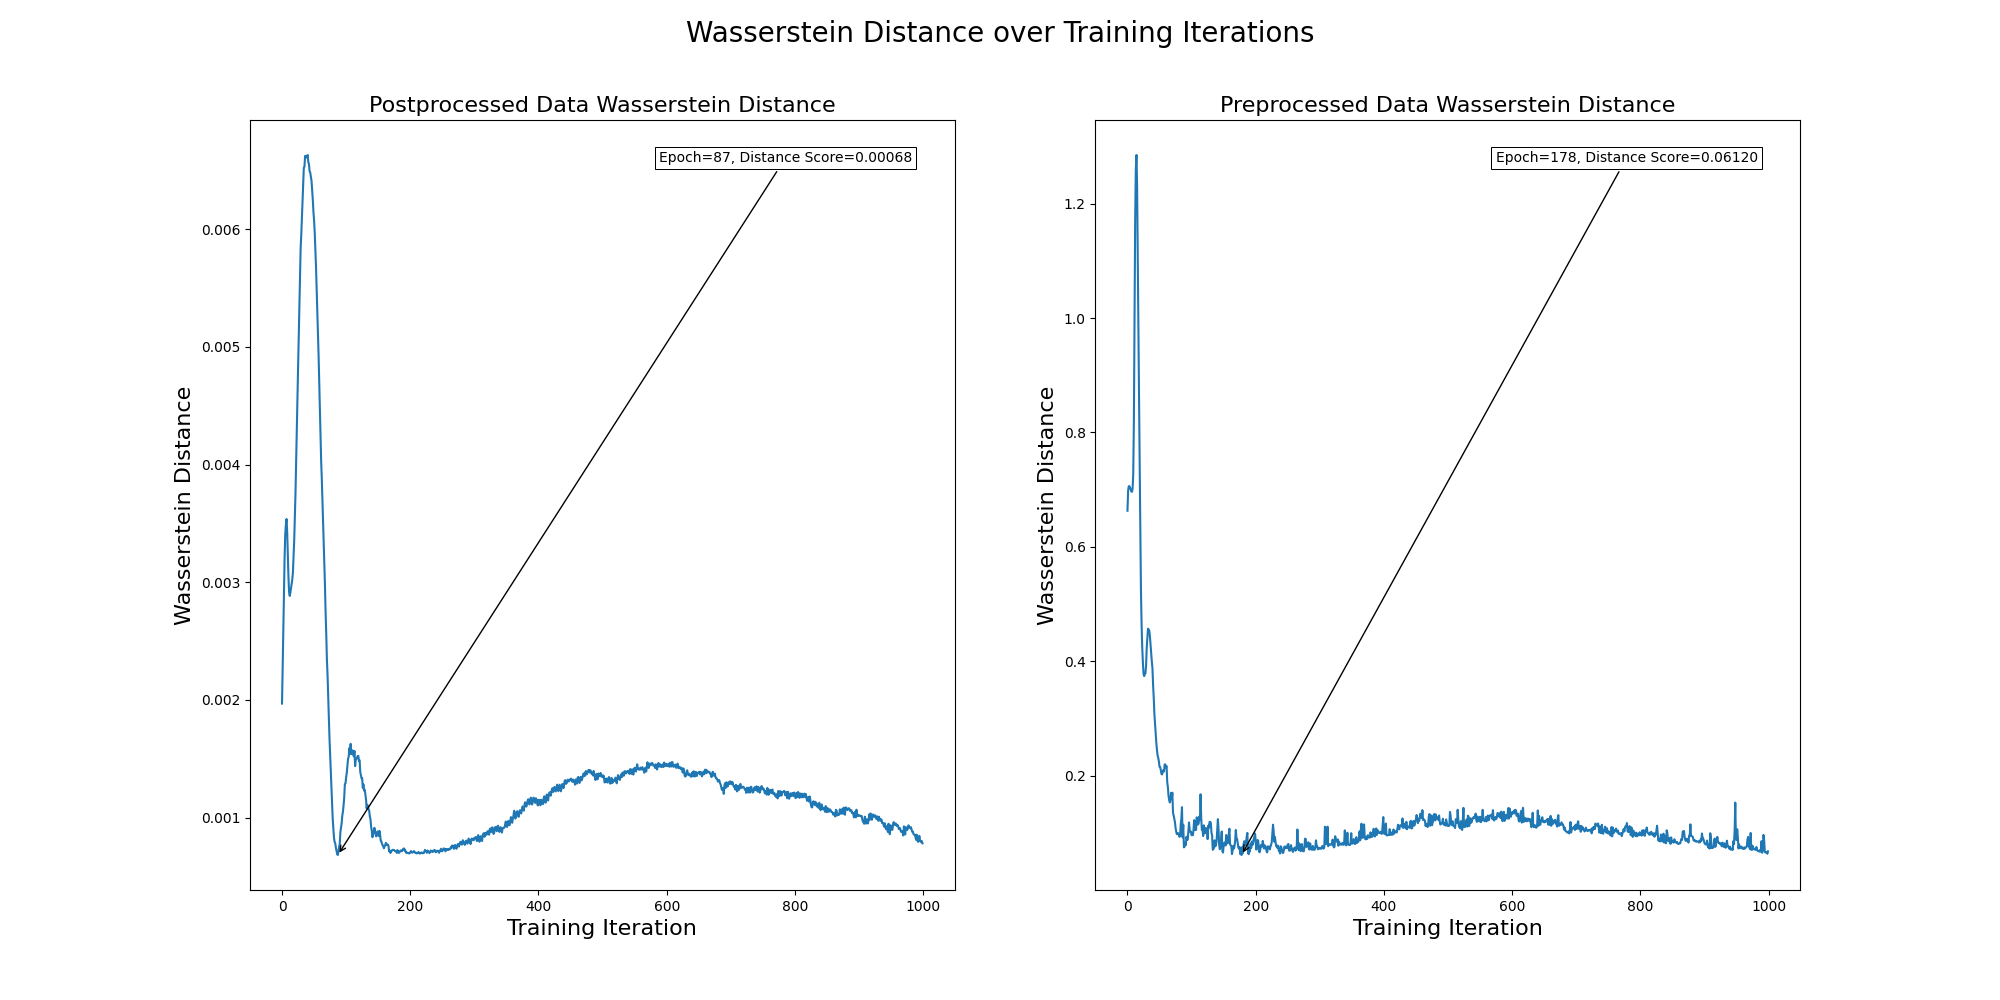 Wasserstein Distance over Training Iterations
Postprocessed Data Wasserstein Distance
Epoch=87, Distance Score=0.00068
0.006
0.005
0.004
0.003
0.002
0.001
Wasserstein Distance
0 200 400 600 800 1000
Training Iteration
Preprocessed Data Wasserstein Distance
Epoch=178, Distance Score=0.06120
1.2
1.0
0.8
0.6
0.4
0.2
Wasserstein Distance
0 200 400 600 800 1000
Training Iteration